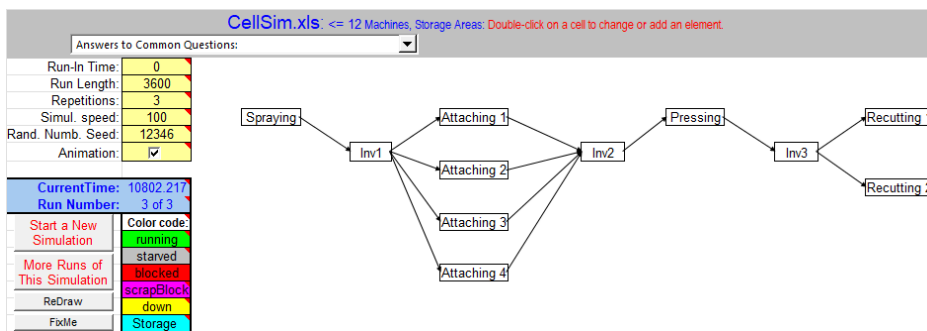 CellSim.xls: <= 12 Machines, Storage Areas: Double-click on a cell to change or add an element.
Answers to Common Questions:
Run-In Time: 0
Run Length: 3600
Repetitions: 3
Simul. speed: 100
Rand. Numb. Seed: 12346
Animation:
CurrentTime: 10802.217
Run Number: 3 of 3
Start a New Simulation
More Runs of This Simulation
ReDraw
FixMe
Color code:
running
starved
blocked
scrapBlock
down
Storage
Spraying
Inv1
Attaching 1
Attaching 2
Attaching 3
Attaching 4
Inv2
Pressing
Inv3
Recutting 1
Recutting 2